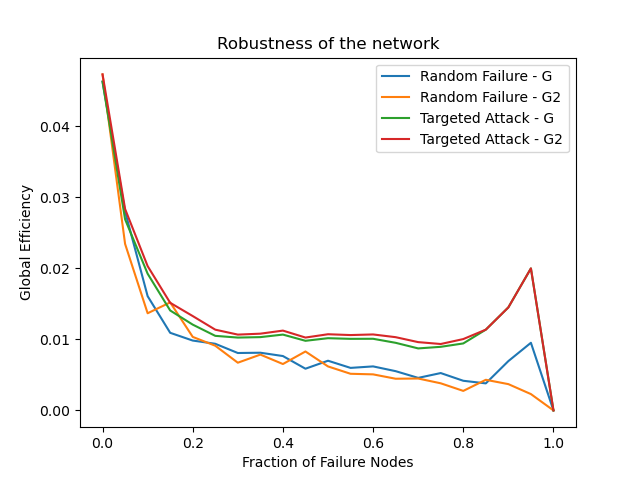 Robustness of the network
Random Failure - G
Random Failure - G2
Targeted Attack - G
Targeted Attack - G2
Global Efficiency
0.04
0.03
0.02
0.01
0.00
0.0 0.2 0.4 0.6 0.8 1.0
Fraction of Failure Nodes